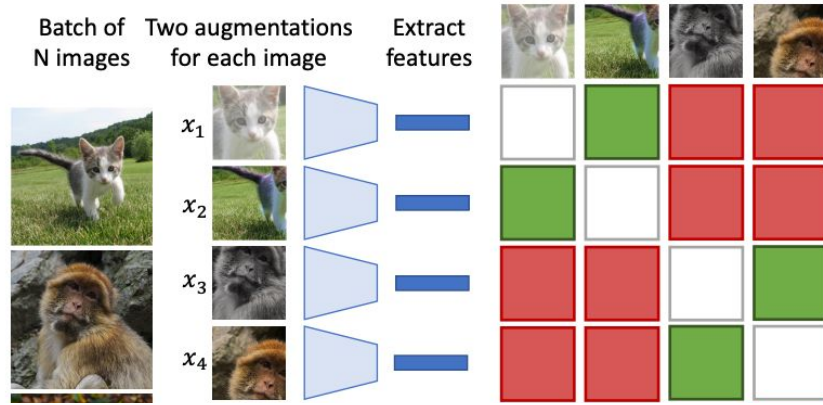 Batch of
N images
Two augmentations
for each image
Extract
features
x₁
x₂
x₃
x₄